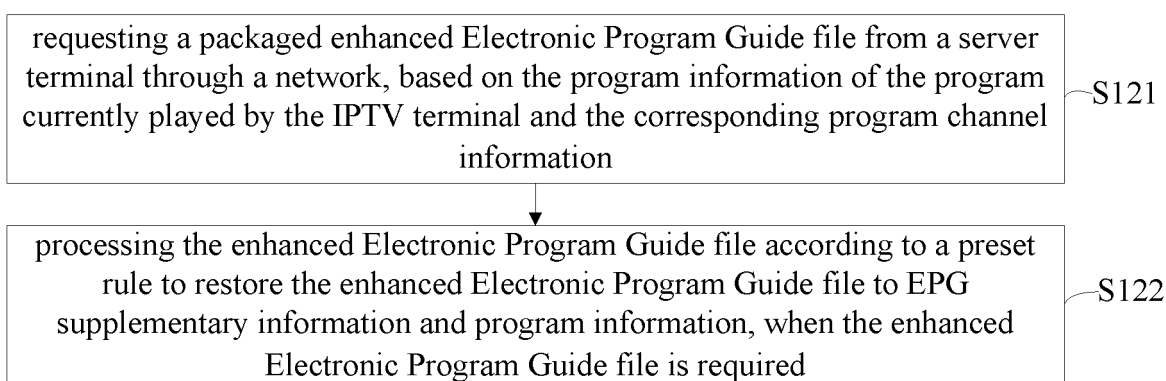 requesting a packaged enhanced Electronic Program Guide file from a server
terminal through a network, based on the program information of the program
currently played by the IPTV terminal and the corresponding program channel
information
S121
processing the enhanced Electronic Program Guide file according to a preset
rule to restore the enhanced Electronic Program Guide file to EPG
supplementary information and program information, when the enhanced
Electronic Program Guide file is required
S122